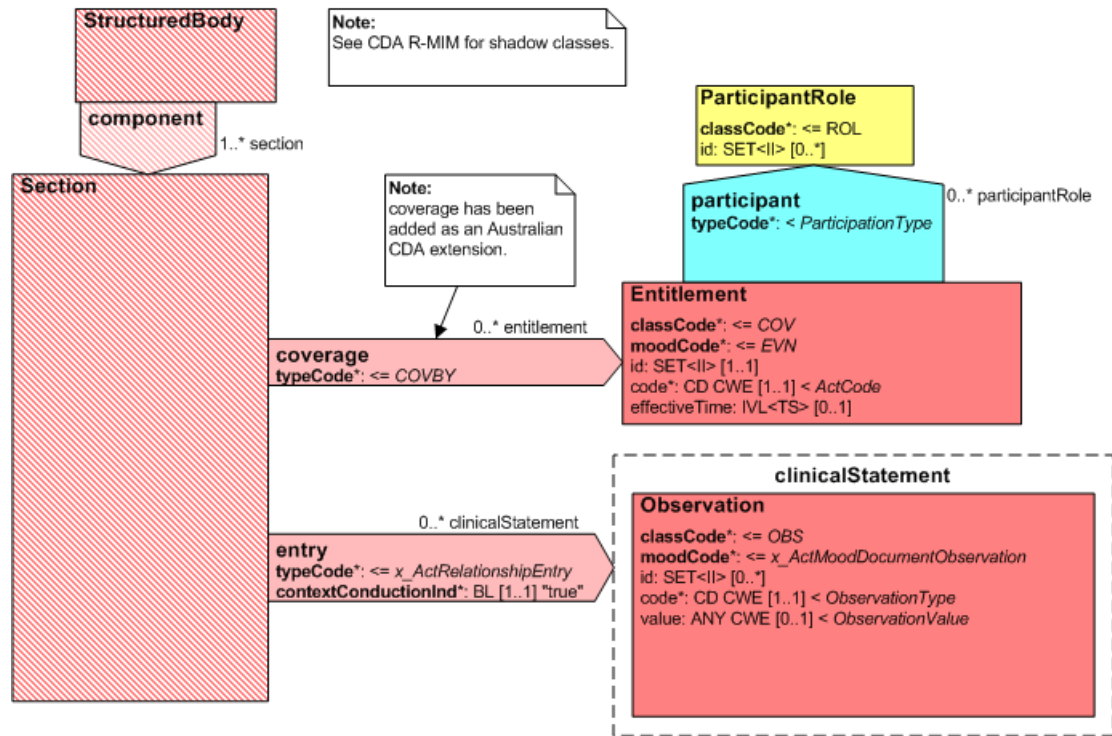 StructuredBody
Note:
See CDA R-MIM for shadow classes.
component
1..* section
ParticipantRole
classCode*: <= ROL
id: SET<II> [0..*]
Section
Note:
coverage has been
added as an Australian
CDA extension.
participant
typeCode*: < ParticipationType
0..* participantRole
Entitlement
classCode*: <= COV
moodCode*: <= EVN
id: SET<II> [1..1]
code*: CD CWE [1..1] < ActCode
effectiveTime: IVL<TS> [0..1]
0..* entitlement
coverage
typeCode*: <= COVBY
clinicalStatement
Observation
classCode*: <= OBS
moodCode*: <= x_ActMoodDocumentObservation
id: SET<II> [0..*]
code*: CD CWE [1..1] < ObservationType
value: ANY CWE [0..1] < ObservationValue
0..* clinicalStatement
entry
typeCode*: <= x_ActRelationshipEntry
contextConductionInd*: BL [1..1] "true"